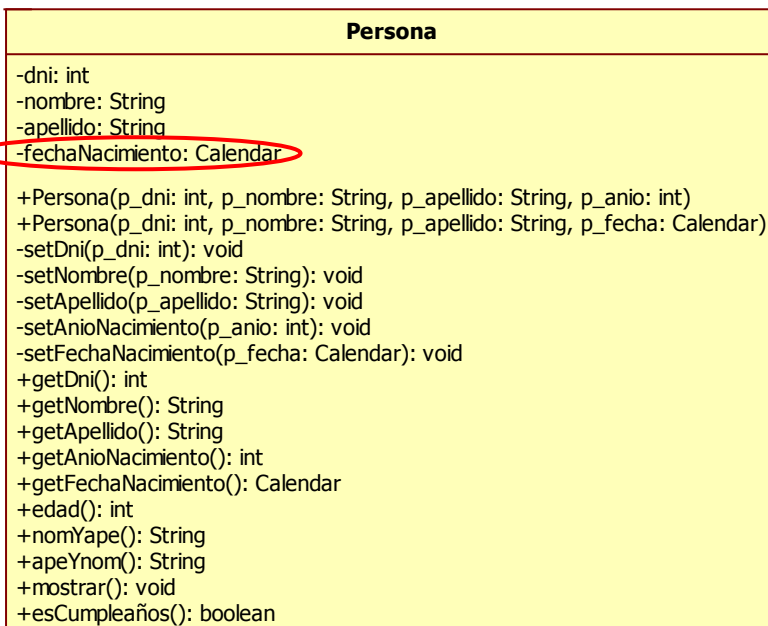 Persona
-dni: int
-nombre: String
-apellido: String
-fechaNacimiento: Calendar
+Persona(p_dni: int, p_nombre: String, p_apellido: String, p_anio: int)
+Persona(p_dni: int, p_nombre: String, p_apellido: String, p_fecha: Calendar)
-setDni(p_dni: int): void
-setNombre(p_nombre: String): void
-setApellido(p_apellido: String): void
-setAnioNacimiento(p_anio: int): void
-setFechaNacimiento(p_fecha: Calendar): void
+getDni(): int
+getNombre(): String
+getApellido(): String
+getAnioNacimiento(): int
+getFechaNacimiento(): Calendar
+edad(): int
+nomYape(): String
+apeYnom(): String
+mostrar(): void
+esCumpleaños(): boolean